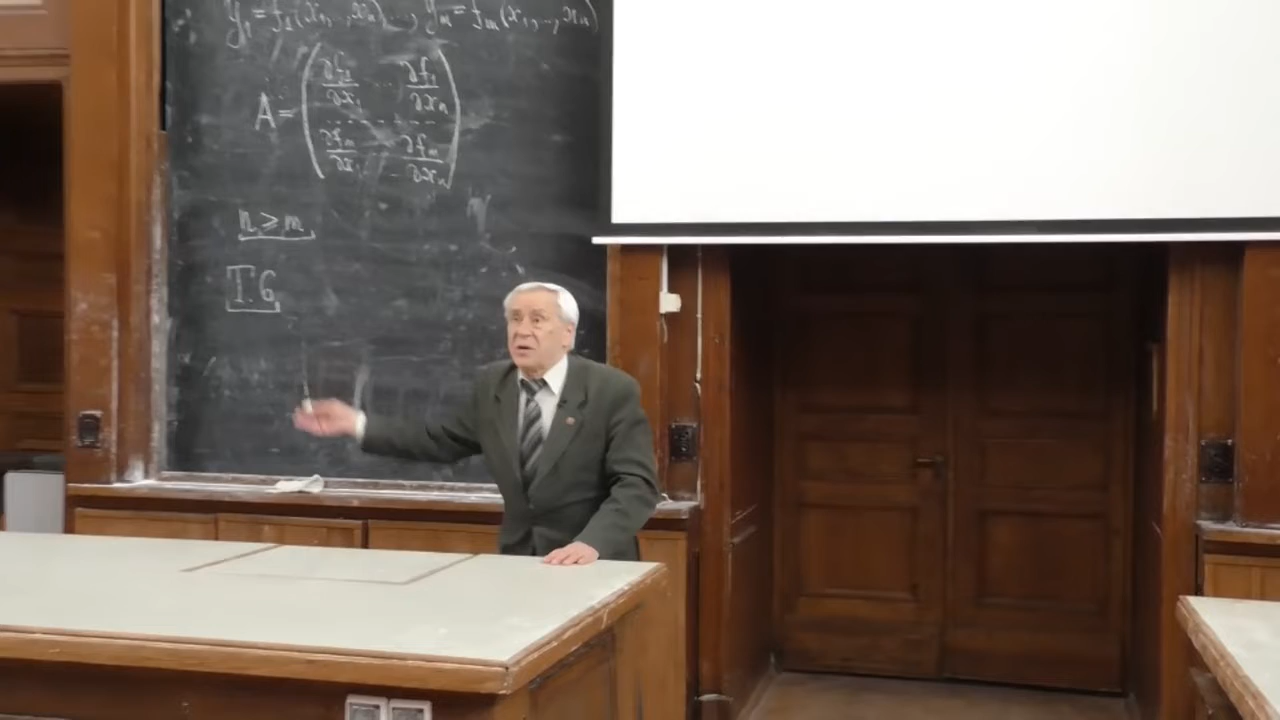 y₁ = f₁(x₁,...,xₙ) ..., yₘ = fₘ(x₁,...,xₙ)
A = ( ∂f₁/∂x₁ ... ∂f₁/∂xₙ
- - - - - - - -
∂fₘ/∂x₁ ... ∂fₘ/∂xₙ )
n ≥ m
T.6